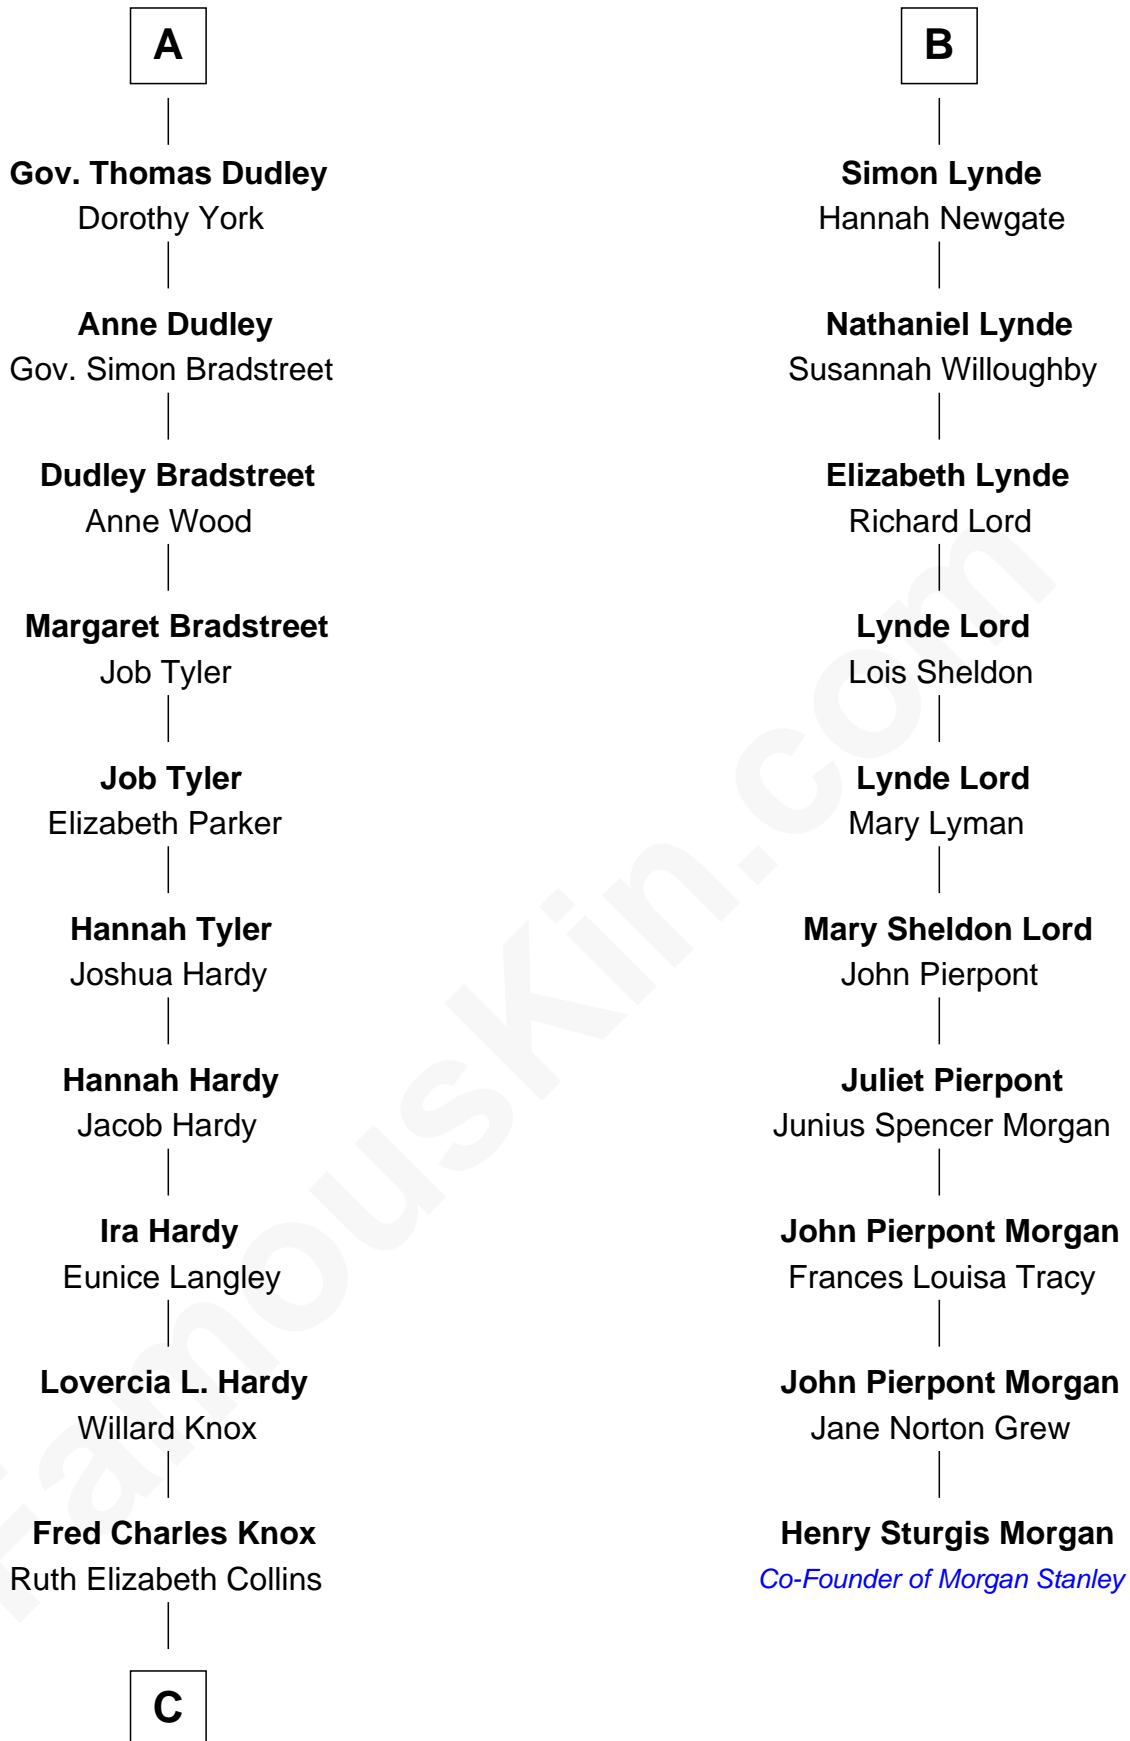 A
Gov. Thomas Dudley
Dorothy York
Anne Dudley
Gov. Simon Bradstreet
Dudley Bradstreet
Anne Wood
Margaret Bradstreet
Job Tyler
Job Tyler
Elizabeth Parker
Hannah Tyler
Joshua Hardy
Hannah Hardy
Jacob Hardy
Ira Hardy
Eunice Langley
Lovercia L. Hardy
Willard Knox
Fred Charles Knox
Ruth Elizabeth Collins
C
B
Simon Lynde
Hannah Newgate
Nathaniel Lynde
Susannah Willoughby
Elizabeth Lynde
Richard Lord
Lynde Lord
Lois Sheldon
Lynde Lord
Mary Lyman
Mary Sheldon Lord
John Pierpont
Juliet Pierpont
Junius Spencer Morgan
John Pierpont Morgan
Frances Louisa Tracy
John Pierpont Morgan
Jane Norton Grew
Henry Sturgis Morgan
Co-Founder of Morgan Stanley
FamousKin.com